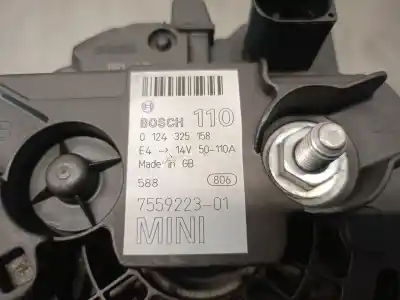 BOSCH 110
0 124 325 158
E4 → 14V 50-110A
Made in GB
588 806
7559223-01
MINI